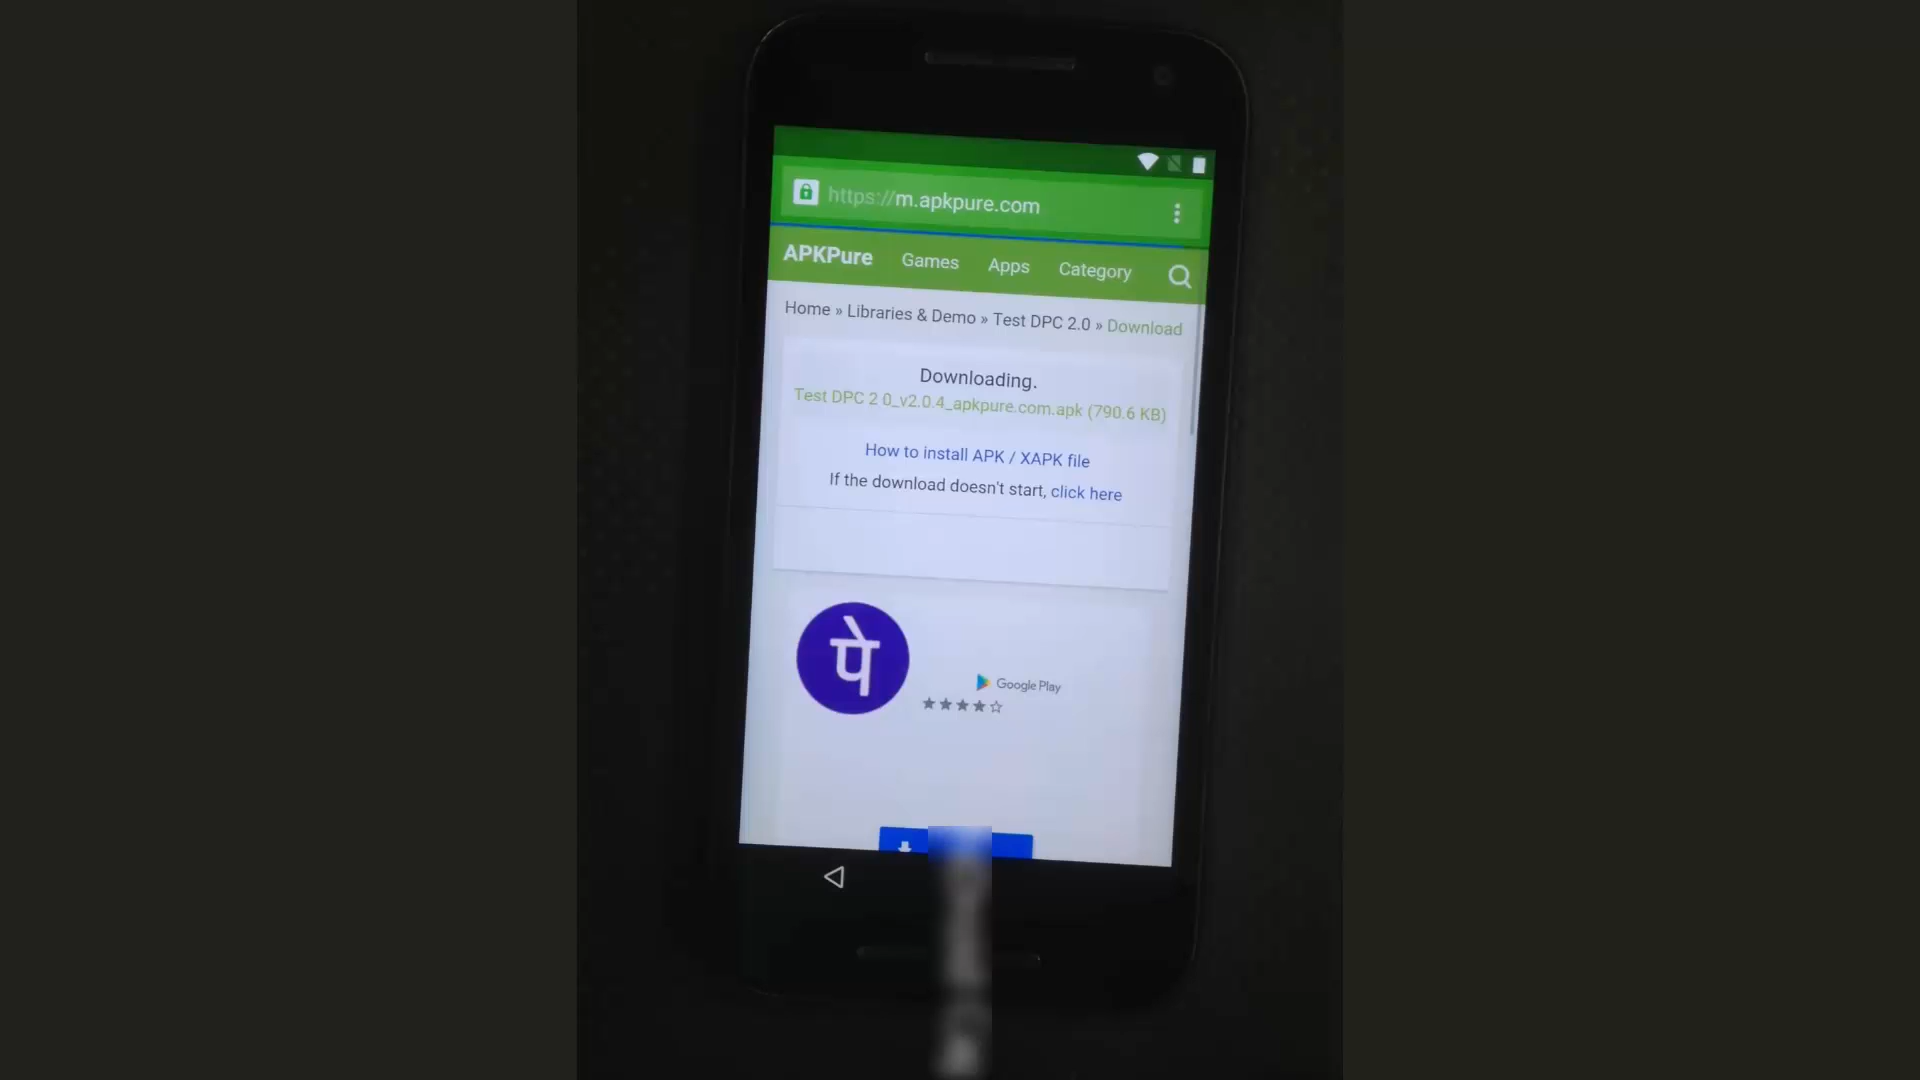 https://m.apkpure.com
APKPure Games Apps Category
Home » Libraries & Demo » Test DPC 2.0 » Download
Downloading.
Test DPC 2 0_v2.0.4_apkpure.com.apk (790.6 KB)
How to install APK / XAPK file
If the download doesn't start, click here
पे
Google Play